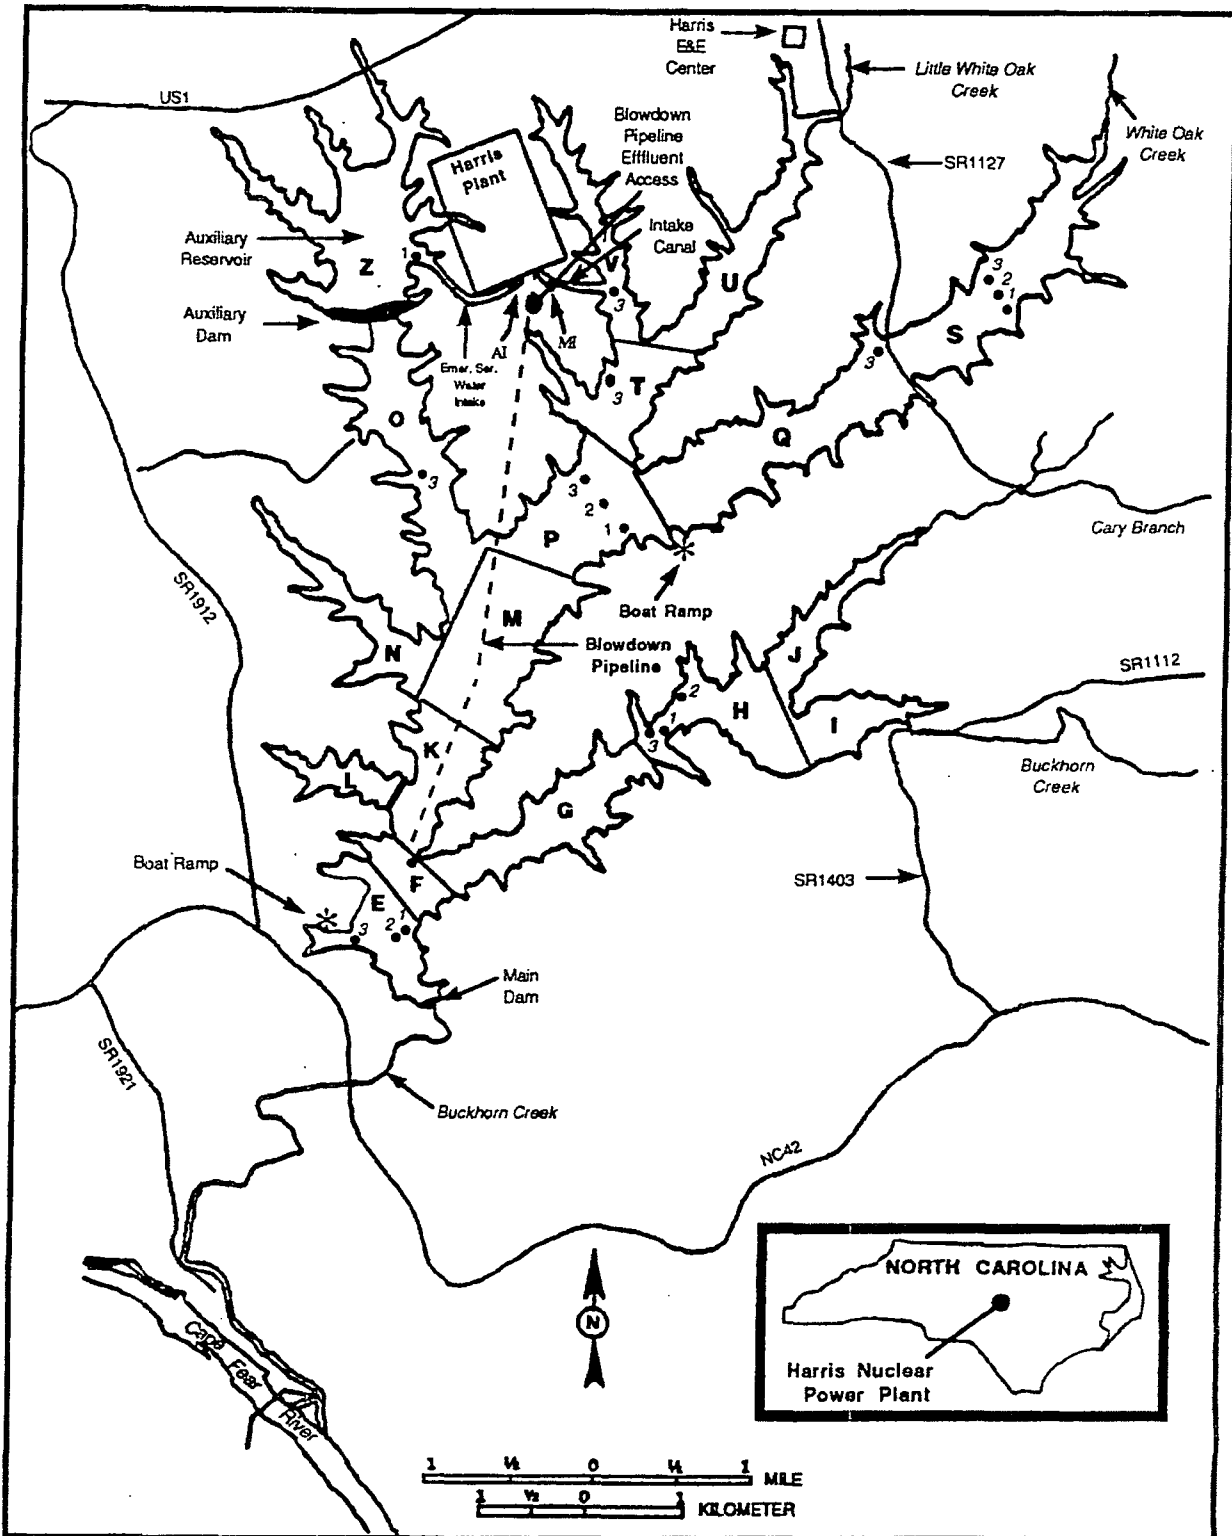 Harris
E&E
Center
Little White Oak
Creek
White Oak
Creek
US1
Blowdown
Pipeline
Efffluent
Access
SR1127
Harris
Plant
Intake
Canal
Auxiliary
Reservoir
Z
1
V
3
U
3
2
1
S
Auxiliary
Dam
AI
MI
Emer. Ser.
Water
Intake
T
3
3
O
Q
3
3
2
1
P
Cary Branch
Boat Ramp
SR1912
M
N
Blowdown
Pipeline
J
SR1112
2
H
1
3
I
K
L
G
Buckhorn
Creek
Boat Ramp
F
SR1403
E
1
2
3
Main
Dam
SR1921
Buckhorn Creek
NC42
N
NORTH CAROLINA
Harris Nuclear
Power Plant
Cape Fear River
1 ½ 0 ½ 1 MILE
1 ½ 0 1 KILOMETER